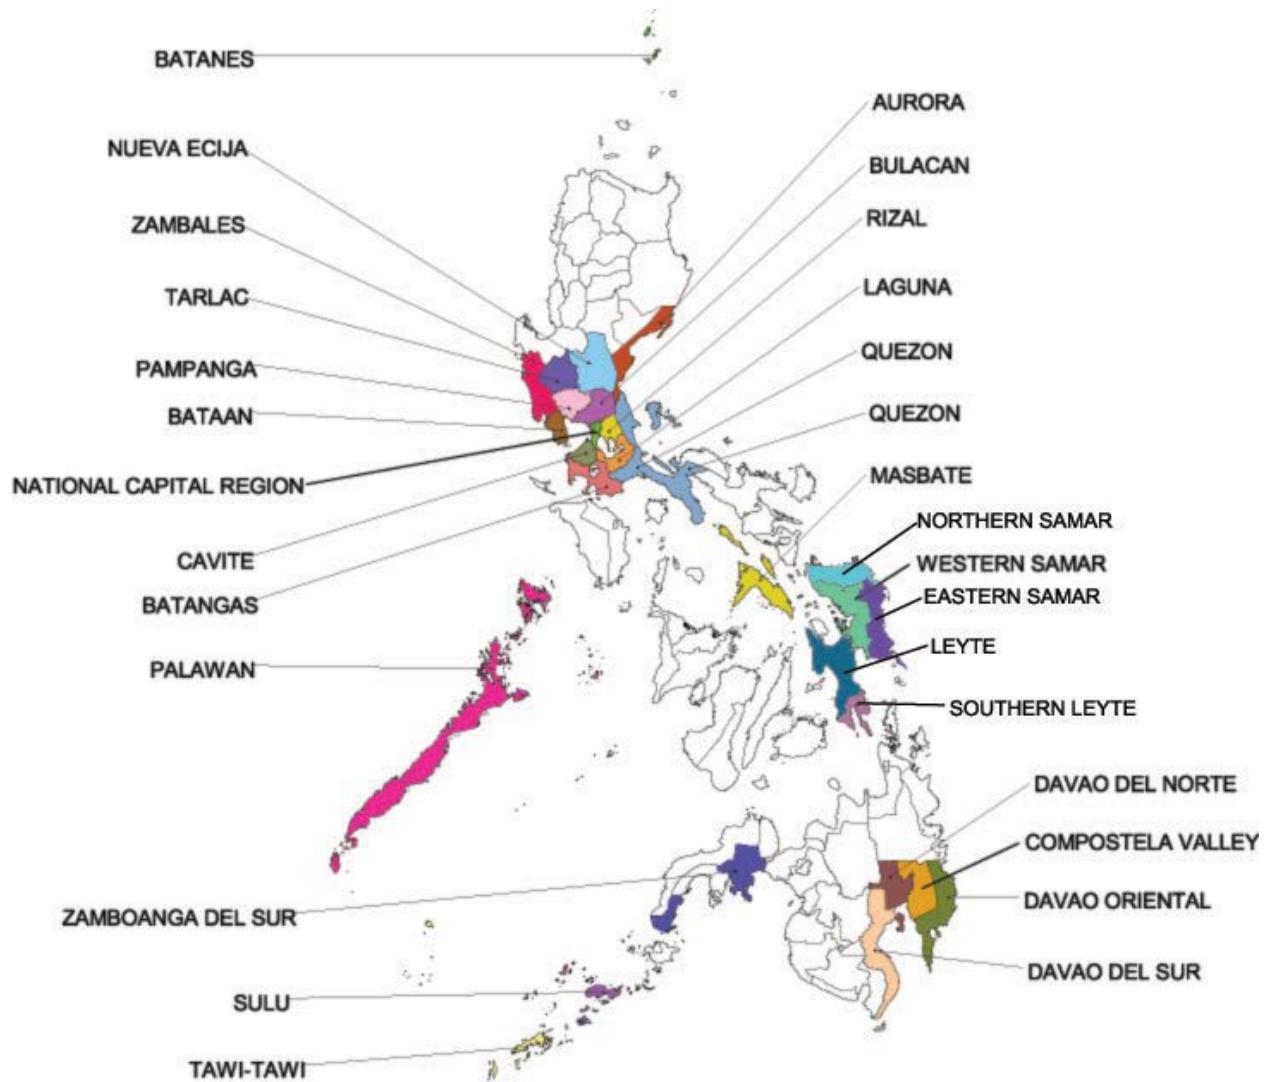 BATANES
NUEVA ECIJA
ZAMBALES
TARLAC
PAMPANGA
BATAAN
NATIONAL CAPITAL REGION
CAVITE
BATANGAS
PALAWAN
ZAMBOANGA DEL SUR
SULU
TAWI-TAWI
AURORA
BULACAN
RIZAL
LAGUNA
QUEZON
QUEZON
MASBATE
NORTHERN SAMAR
WESTERN SAMAR
EASTERN SAMAR
LEYTE
SOUTHERN LEYTE
DAVAO DEL NORTE
COMPOSTELA VALLEY
DAVAO ORIENTAL
DAVAO DEL SUR